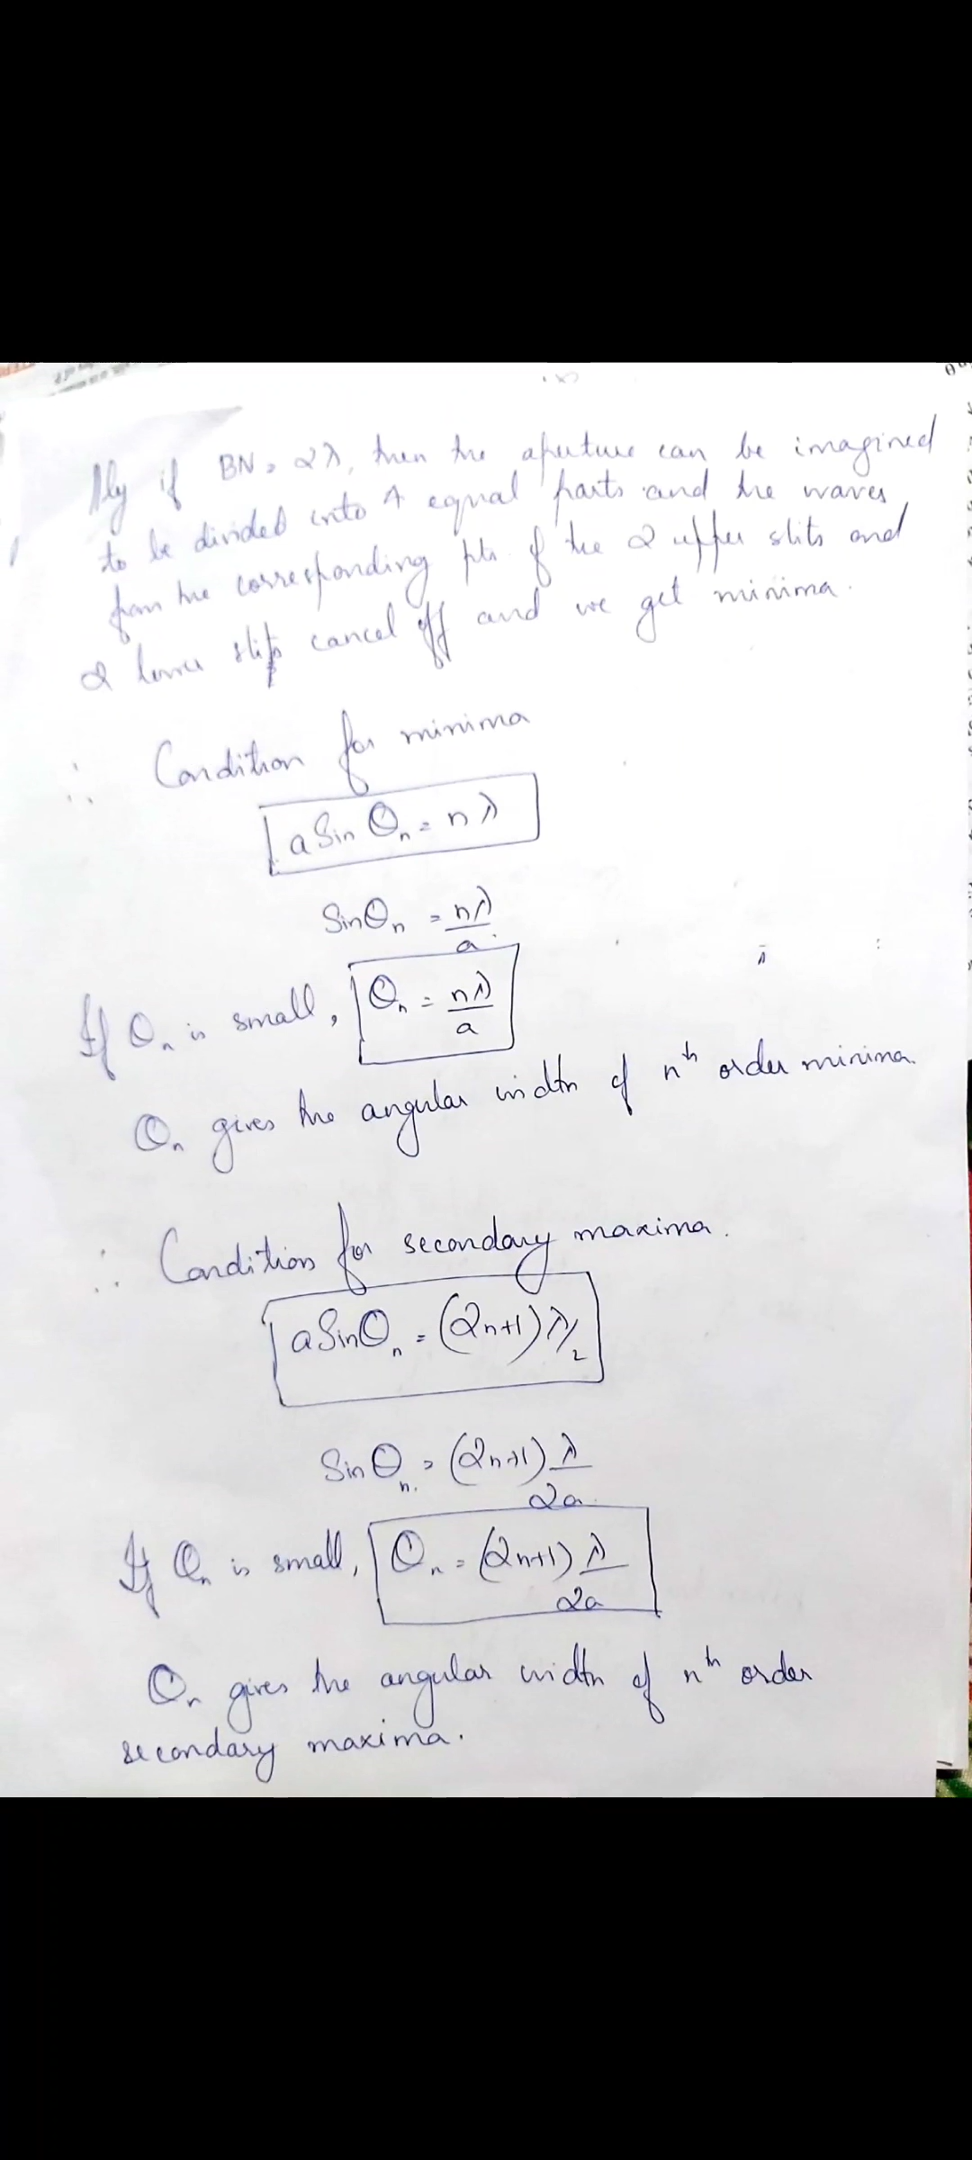 ||ly if BN = 2λ, then the aperture can be imagined
to be divided into 4 equal parts and the waves
from the corresponding pts of the 2 upper slits and
2 lower slits cancel off and we get minima.
∴ Condition for minima
a Sin θn = nλ
Sinθn = nλ/a
If θn is small, θn = nλ/a
θn gives the angular width of nth order minima.
∴ Condition for secondary maxima.
a Sinθn = (2n+1) λ/2
Sin θn = (2n+1) λ/2a
If θn is small, θn = (2n+1) λ/2a
θn gives the angular width of nth order
secondary maxima.